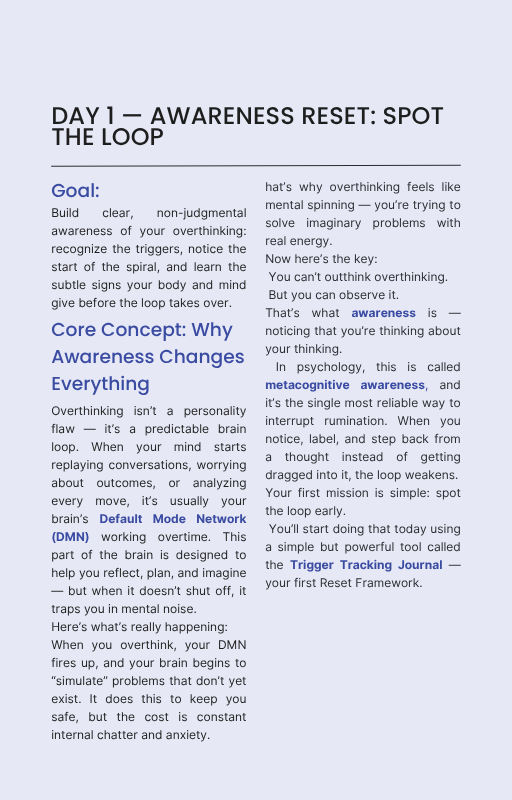 DAY 1 — AWARENESS RESET: SPOT
THE LOOP
Goal:
Build clear, non-judgmental
awareness of your overthinking:
recognize the triggers, notice the
start of the spiral, and learn the
subtle signs your body and mind
give before the loop takes over.
Core Concept: Why
Awareness Changes
Everything
Overthinking isn’t a personality
flaw — it’s a predictable brain
loop. When your mind starts
replaying conversations, worrying
about outcomes, or analyzing
every move, it’s usually your
brain’s Default Mode Network
(DMN) working overtime. This
part of the brain is designed to
help you reflect, plan, and imagine
— but when it doesn’t shut off, it
traps you in mental noise.
Here’s what’s really happening:
When you overthink, your DMN
fires up, and your brain begins to
“simulate” problems that don’t yet
exist. It does this to keep you
safe, but the cost is constant
internal chatter and anxiety.
hat’s why overthinking feels like
mental spinning — you’re trying to
solve imaginary problems with
real energy.
Now here’s the key:
You can’t outthink overthinking.
But you can observe it.
That’s what awareness is —
noticing that you’re thinking about
your thinking.
In psychology, this is called
metacognitive awareness, and
it’s the single most reliable way to
interrupt rumination. When you
notice, label, and step back from
a thought instead of getting
dragged into it, the loop weakens.
Your first mission is simple: spot
the loop early.
You’ll start doing that today using
a simple but powerful tool called
the Trigger Tracking Journal —
your first Reset Framework.